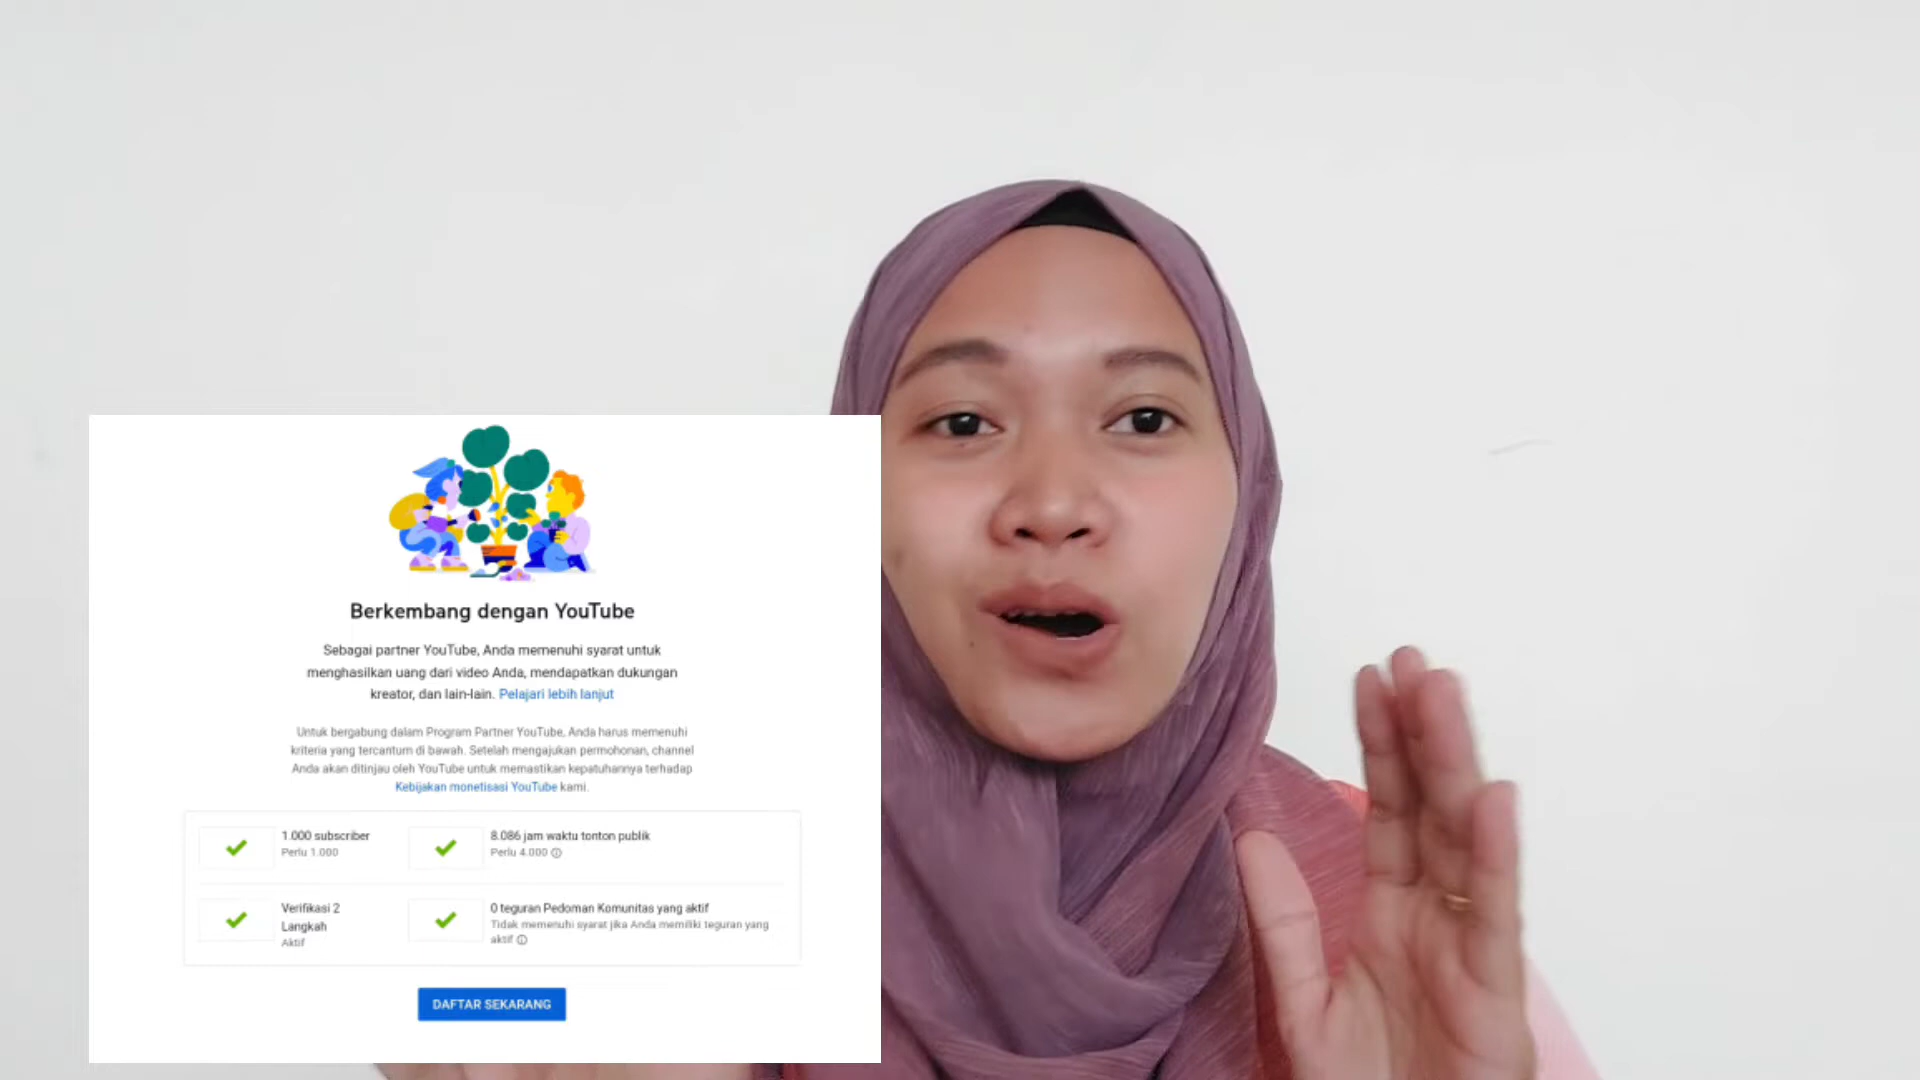 Berkembang dengan YouTube
Sebagai partner YouTube, Anda memenuhi syarat untuk
menghasilkan uang dari video Anda, mendapatkan dukungan
kreator, dan lain-lain. Pelajari lebih lanjut
Untuk bergabung dalam Program Partner YouTube, Anda harus memenuhi
kriteria yang tercantum di bawah. Setelah mengajukan permohonan, channel
Anda akan ditinjau oleh YouTube untuk memastikan kepatuhannya terhadap
Kebijakan monetisasi YouTube kami.
1.000 subscriber
Perlu 1.000
8.086 jam waktu tonton publik
Perlu 4.000
Verifikasi 2
Langkah
Aktif
0 teguran Pedoman Komunitas yang aktif
Tidak memenuhi syarat jika Anda memiliki teguran yang
aktif
DAFTAR SEKARANG